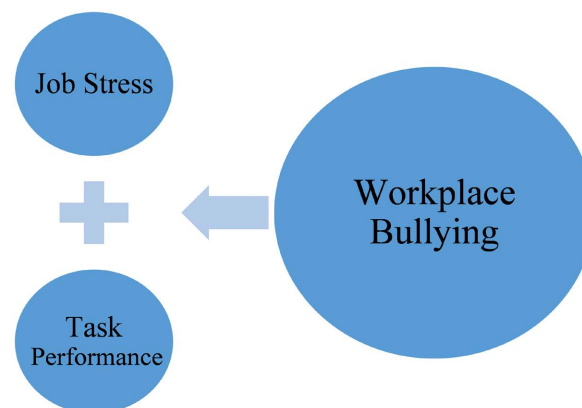 Job Stress
Workplace
Bullying
Task
Performance